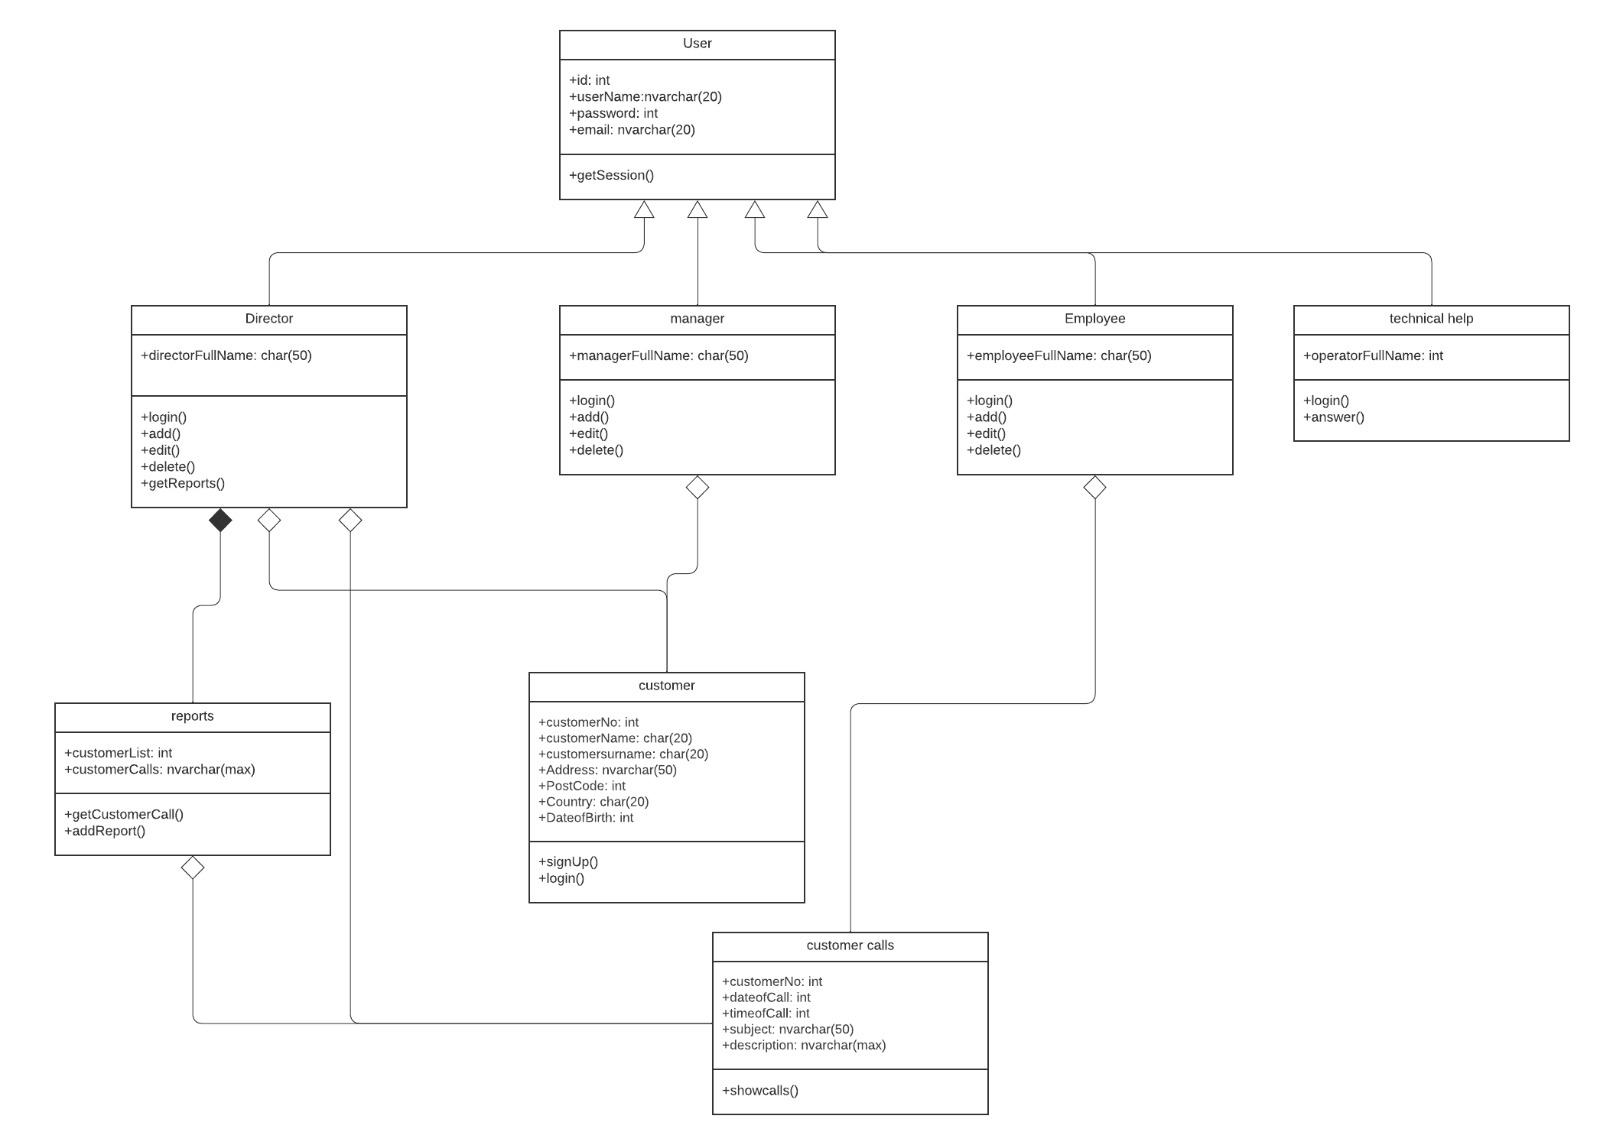 User
+id: int
+userName:nvarchar(20)
+password: int
+email: nvarchar(20)
+getSession()
Director
+directorFullName: char(50)
+login()
+add()
+edit()
+delete()
+getReports()
manager
+managerFullName: char(50)
+login()
+add()
+edit()
+delete()
Employee
+employeeFullName: char(50)
+login()
+add()
+edit()
+delete()
technical help
+operatorFullName: int
+login()
+answer()
reports
+customerList: int
+customerCalls: nvarchar(max)
+getCustomerCall()
+addReport()
customer
+customerNo: int
+customerName: char(20)
+customersurname: char(20)
+Address: nvarchar(50)
+PostCode: int
+Country: char(20)
+DateofBirth: int
+signUp()
+login()
customer calls
+customerNo: int
+dateofCall: int
+timeofCall: int
+subject: nvarchar(50)
+description: nvarchar(max)
+showcalls()